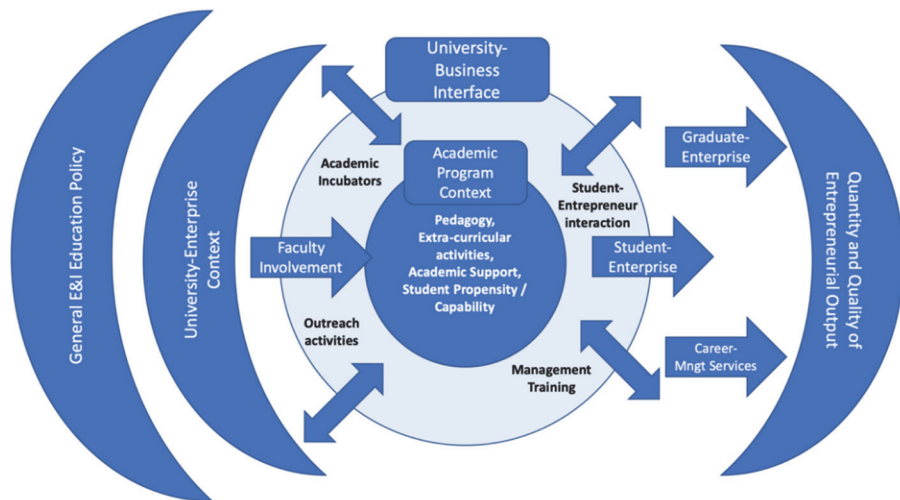 General E&I Education Policy
University-Enterprise
Context
University-
Business
Interface
Academic
Incubators
Academic
Program
Context
Student-
Entrepreneur
interaction
Faculty
Involvement
Pedagogy,
Extra-curricular
activities,
Academic Support,
Student Propensity /
Capability
Outreach
activities
Management
Training
Graduate-
Enterprise
Student-
Enterprise
Career-
Mngt Services
Quantity and Quality of
Entrepreneurial Output